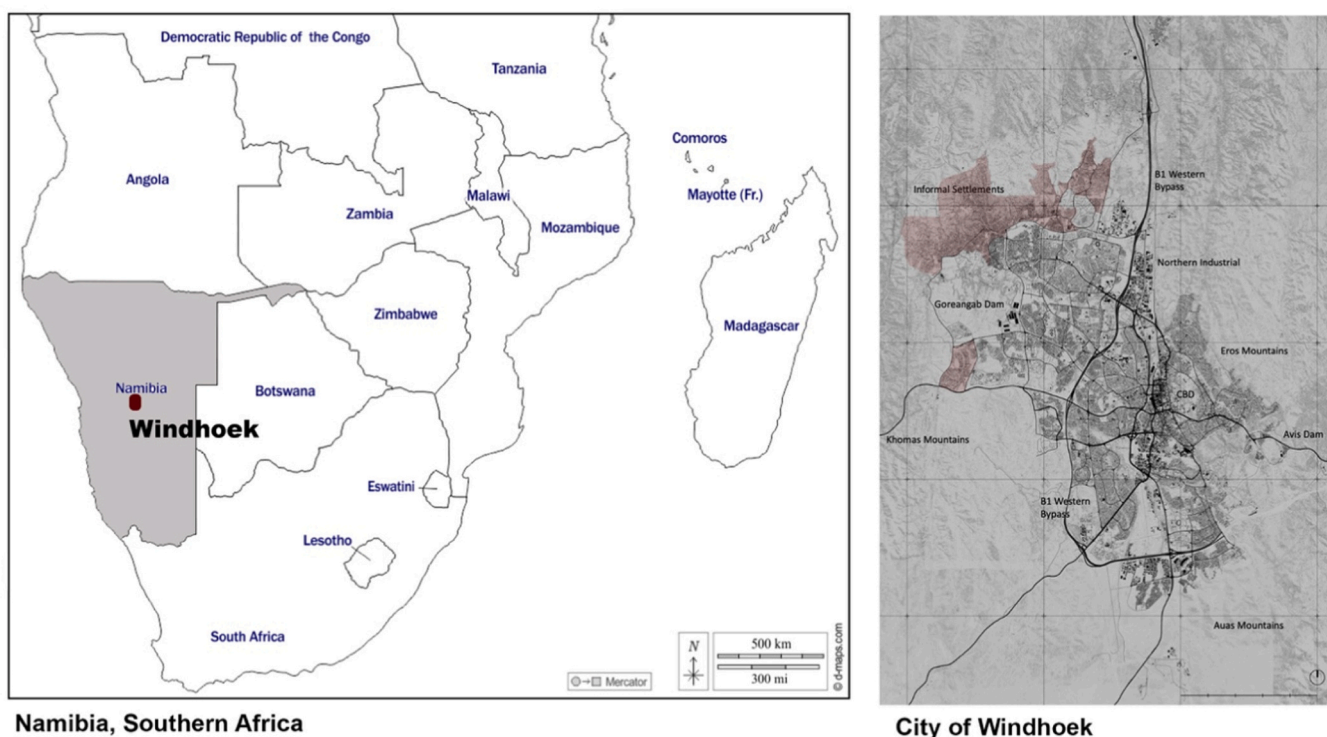 Democratic Republic of the Congo
Tanzania
Comoros
Angola
Malawi
Mayotte (Fr.)
Zambia
Mozambique
Zimbabwe
Madagascar
Namibia
Botswana
Windhoek
Eswatini
Lesotho
South Africa
N
500 km
300 mi
Mercator
© d-maps.com
Namibia, Southern Africa
B1 Western
Bypass
Informal Settlements
Northern Industrial
Goreangab Dam
Eros Mountains
CBD
Khomas Mountains
Avis Dam
B1 Western
Bypass
Auas Mountains
City of Windhoek